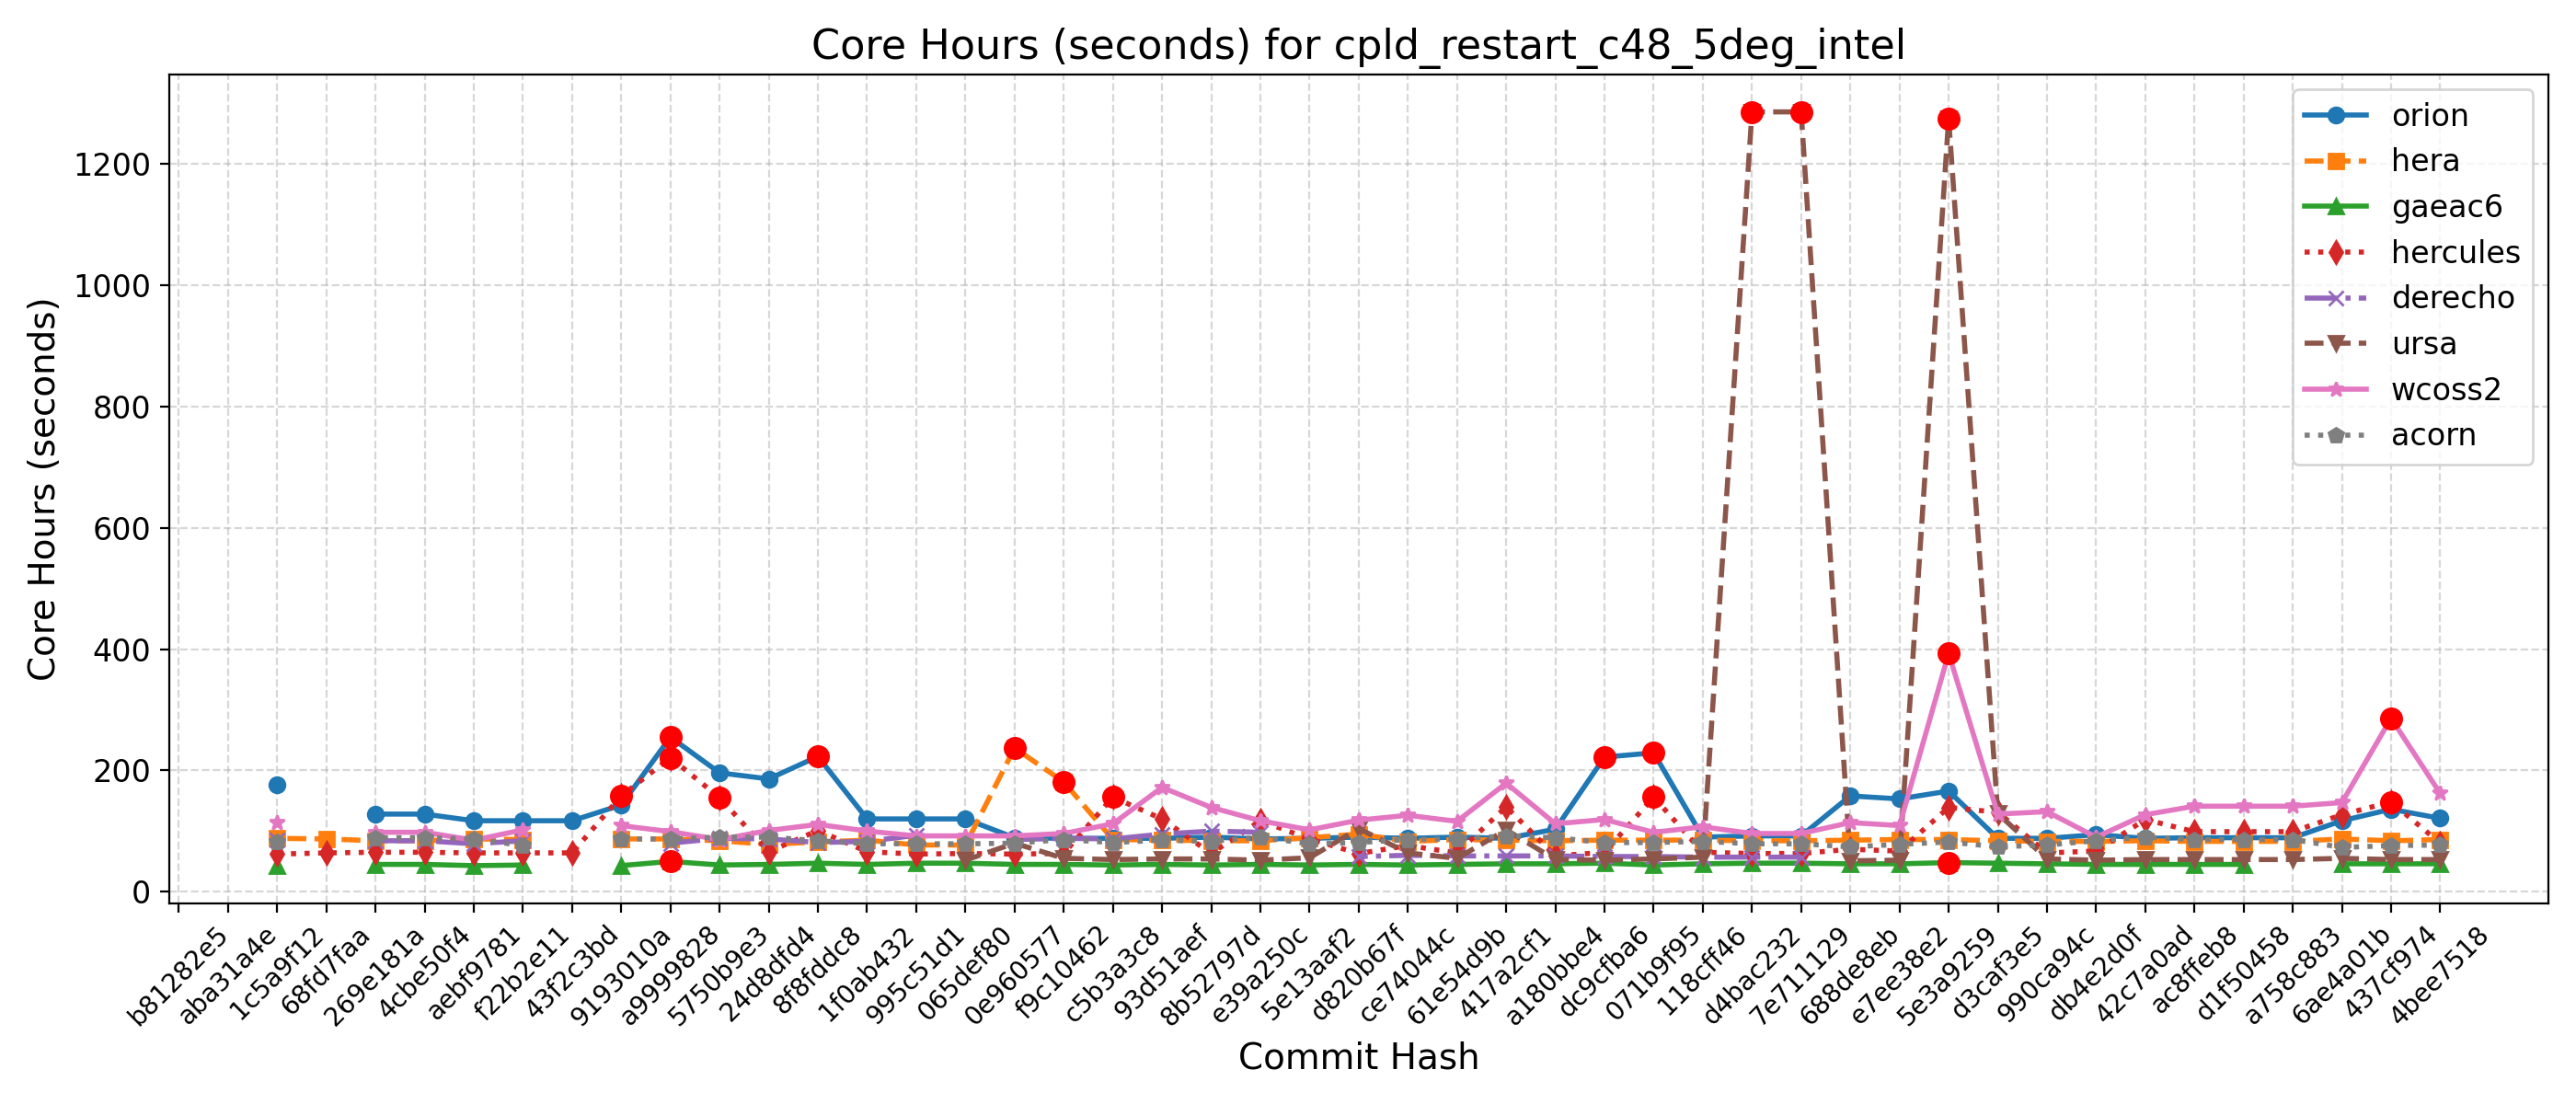 Core Hours (seconds) for cpld_restart_c48_5deg_intel
Core Hours (seconds)
1200
1000
800
600
400
200
0
orion
hera
gaeac6
hercules
derecho
ursa
wcoss2
acorn
b81282e5
aba31a4e
1c5a9f12
68fd7faa
269e181a
4cbe50f4
aebf9781
f22b2e11
43f2c3bd
9193010a
a9999828
5750b9e3
24d8dfd4
8f8fddc8
1f0ab432
995c51d1
065def80
0e960577
f9c10462
c5b3a3c8
93d51aef
8b52797d
e39a250c
5e13aaf2
d820b67f
ce74044c
61e54d9b
417a2cf1
a180bbe4
dc9cfba6
071b9f95
118cff46
d4bac232
7e711129
688de8eb
e7ee38e2
5e3a9259
d3caf3e5
990ca94c
db4e2d0f
42c7a0ad
ac8ffeb8
d1f50458
a758c883
6ae4a01b
437cf974
4bee7518
Commit Hash